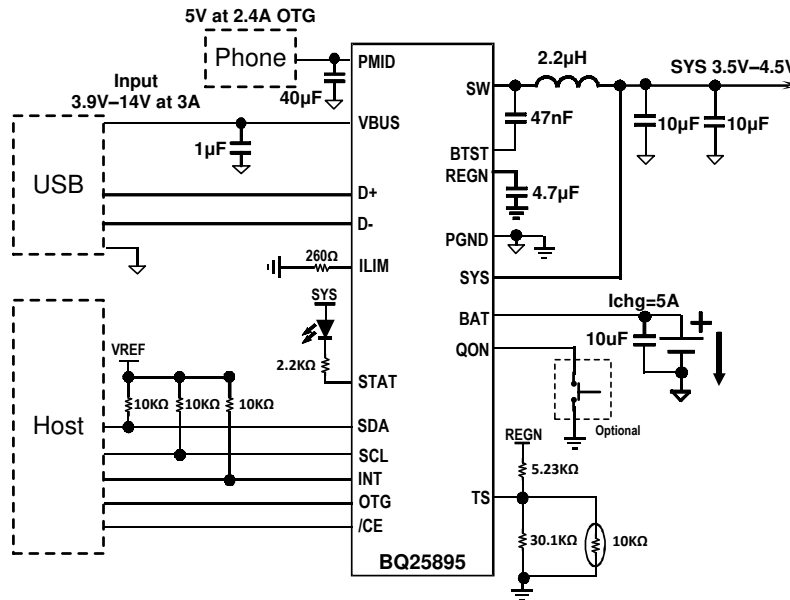 5V at 2.4A OTG
Phone
PMID
40µF
Input
3.9V–14V at 3A
VBUS
1µF
USB
D+
D-
260Ω
ILIM
SYS
2.2KΩ
STAT
VREF
10KΩ
10KΩ
10KΩ
Host
SDA
SCL
INT
OTG
/CE
BQ25895
2.2µH
SYS 3.5V–4.5V
SW
47nF
10µF
10µF
BTST
REGN
4.7µF
PGND
SYS
Ichg=5A
BAT
10uF
+
QON
Optional
REGN
5.23KΩ
TS
30.1KΩ
10KΩ